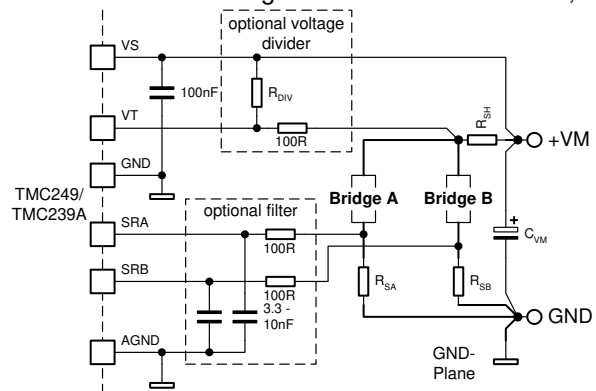 optional voltage
divider
VS
100nF
R_DIV
VT
100R
R_SH
+VM
GND
TMC249/
TMC239A
Bridge A
Bridge B
optional filter
SRA
100R
C_VM
+
SRB
100R
R_SA
R_SB
3.3 -
10nF
GND
AGND
GND-
Plane